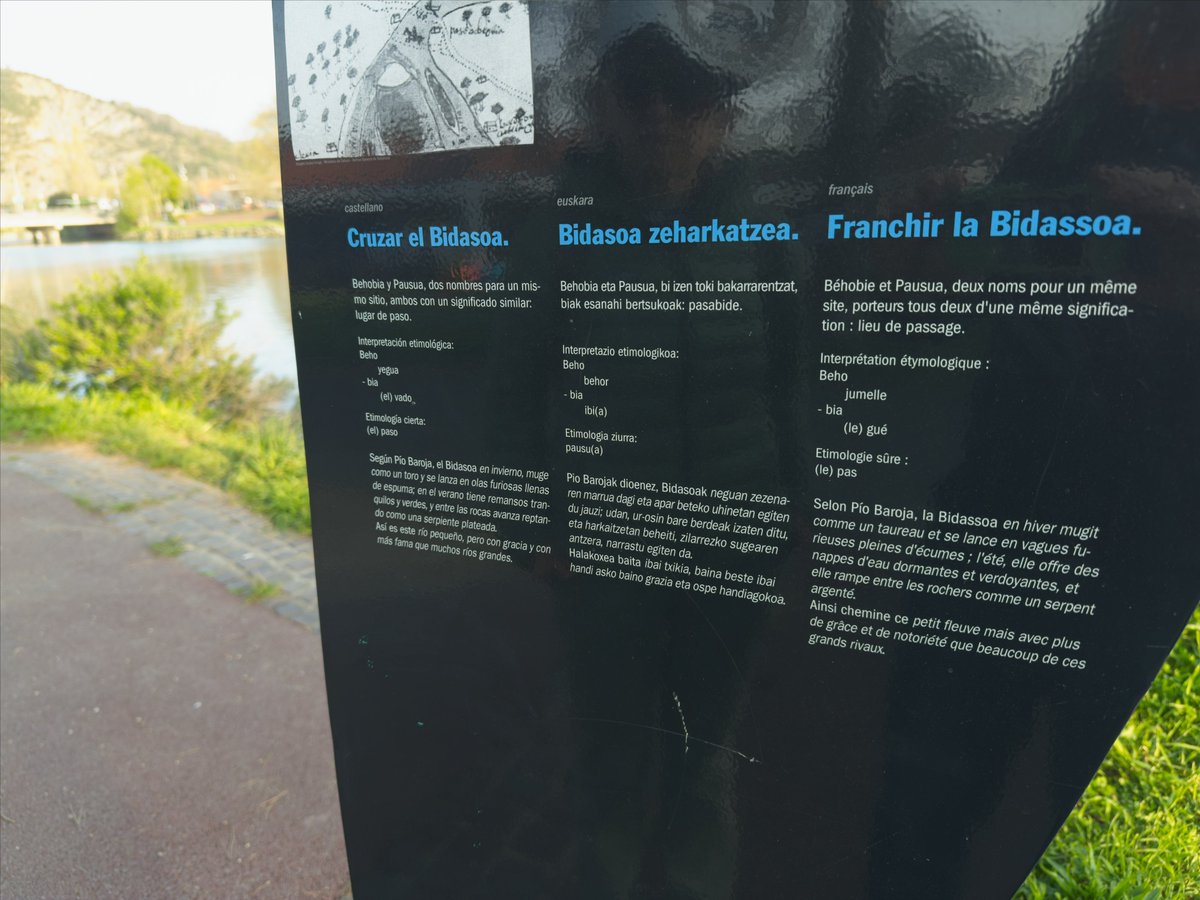 castellano
Cruzar el Bidasoa.
Behobia y Pausua, dos nombres para un mis-
mo sitio, ambos con un significado similar:
lugar de paso.
Interpretación etimológica:
Beho
yegua
- bia
(el) vado
Etimología cierta:
(el) paso
Según Pío Baroja, el Bidasoa en invierno, muge
como un toro y se lanza en olas furiosas llenas
de espuma; en el verano tiene remansos tran-
quilos y verdes, y entre las rocas avanza reptan-
do como una serpiente plateada.
Así es este río pequeño, pero con gracia y con
más fama que muchos ríos grandes.
euskara
Bidasoa zeharkatzea.
Behobia eta Pausua, bi izen toki bakarrarentzat,
biak esanahi bertsukoak: pasabide.
Interpretazio etimologikoa:
Beho
behor
- bia
ibi(a)
Etimologia ziurra:
pausu(a)
Pio Barojak dioenez, Bidasoak neguan zezena-
ren marrua dagi eta apar beteko uhinetan egiten
du jauzi; udan, ur-osin bare berdeak izaten ditu,
eta harkaitzetan beheiti, zilarrezko sugearen
antzera, narrastu egiten da.
Halakoxea baita ibai txikia, baina beste ibai
handi asko baino grazia eta ospe handiagokoa.
français
Franchir la Bidassoa.
Béhobie et Pausua, deux noms pour un même
site, porteurs tous deux d'une même significa-
tion : lieu de passage.
Interprétation étymologique :
Beho
jumelle
- bia
(le) gué
Etimologie sûre :
(le) pas
Selon Pío Baroja, la Bidassoa en hiver mugit
comme un taureau et se lance en vagues fu-
rieuses pleines d'écumes ; l'été, elle offre des
nappes d'eau dormantes et verdoyantes, et
elle rampe entre les rochers comme un serpent
argenté.
Ainsi chemine ce petit fleuve mais avec plus
de grâce et de notoriété que beaucoup de ces
grands rivaux.